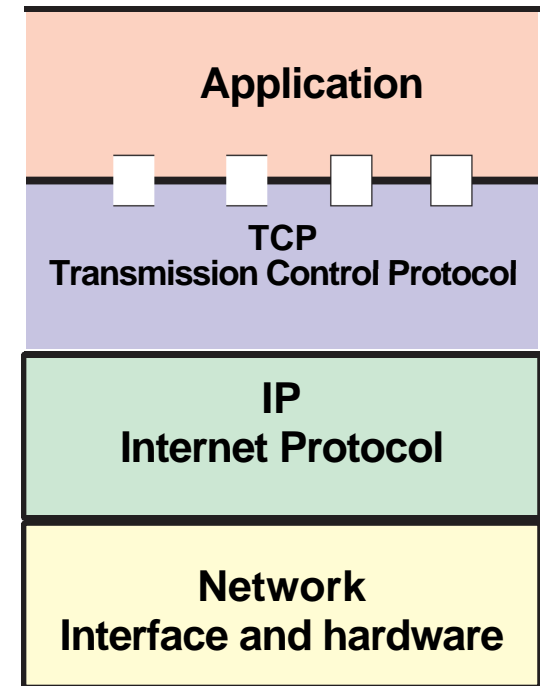 Application
TCP
Transmission Control Protocol
IP
Internet Protocol
Network
Interface and hardware